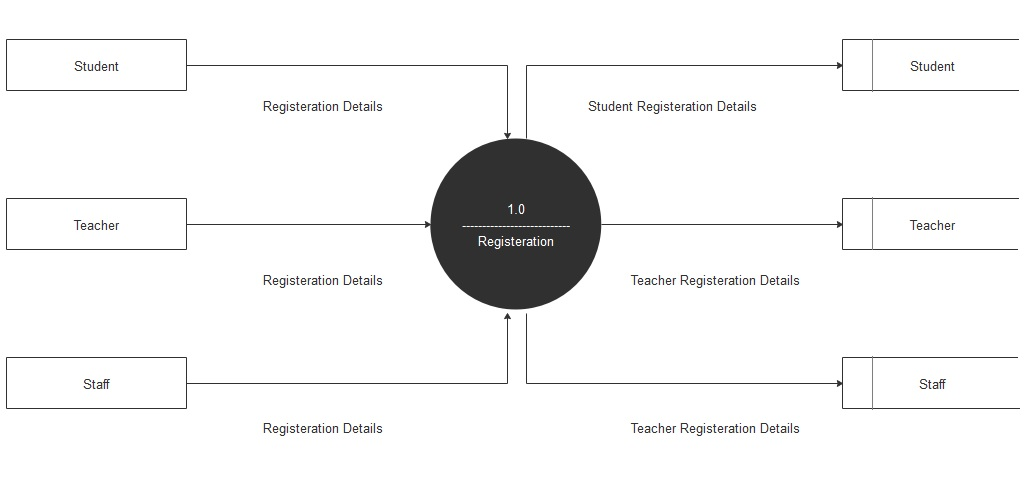 Student
Student
Registeration Details
Student Registeration Details
1.0
Teacher
Teacher
-----------------------------
Registeration
Registeration Details
Teacher Registeration Details
Staff
Staff
Registeration Details
Teacher Registeration Details